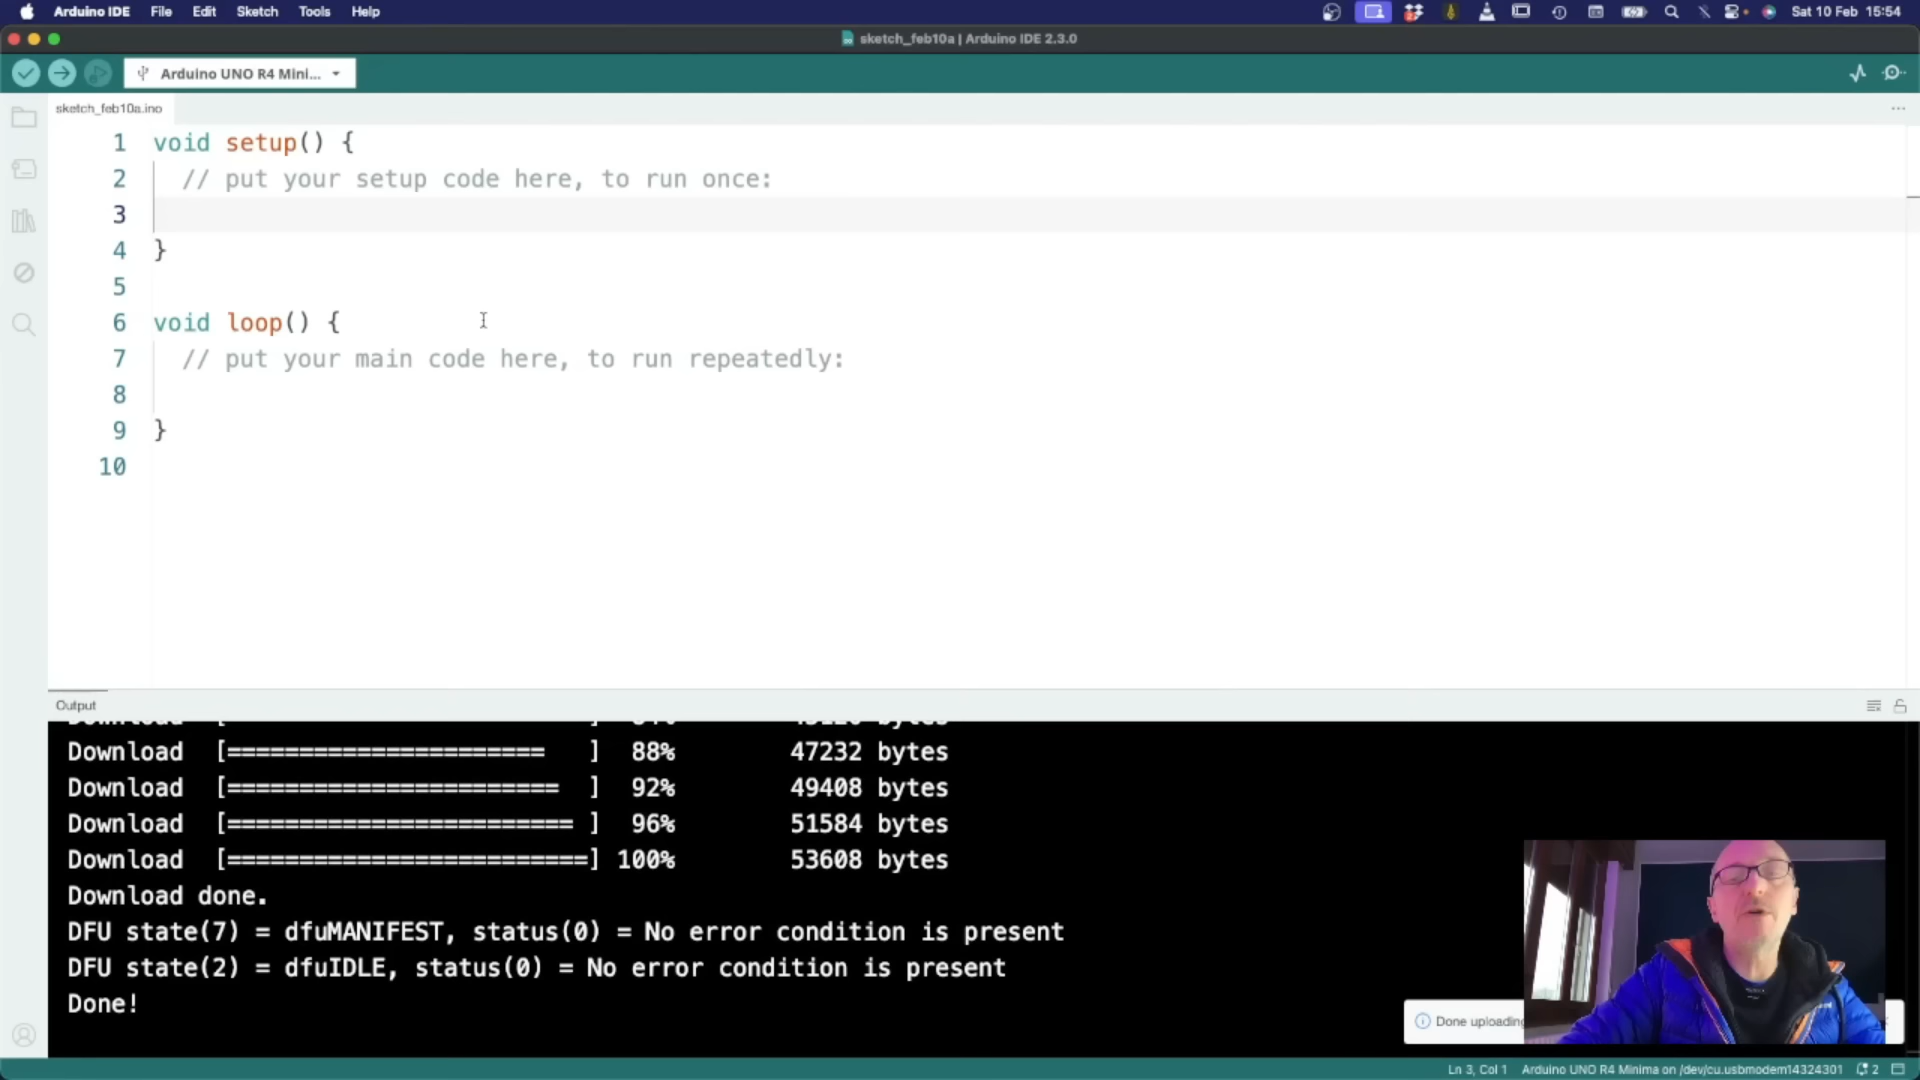 Arduino IDE File Edit Sketch Tools Help Sat 10 Feb 15:54
sketch_feb10a | Arduino IDE 2.3.0
Arduino UNO R4 Mini...
sketch_feb10a.ino
1 void setup() {
2 // put your setup code here, to run once:
3
4 }
5
6 void loop() {
7 // put your main code here, to run repeatedly:
8
9 }
10
Output
Download [ ] bytes
Download [====================== ] 88% 47232 bytes
Download [======================= ] 92% 49408 bytes
Download [======================== ] 96% 51584 bytes
Download [=========================] 100% 53608 bytes
Download done.
DFU state(7) = dfuMANIFEST, status(0) = No error condition is present
DFU state(2) = dfuIDLE, status(0) = No error condition is present
Done!
Done uploading
Ln 3, Col 1 Arduino UNO R4 Minima on /dev/cu.usbmodem14324301 2